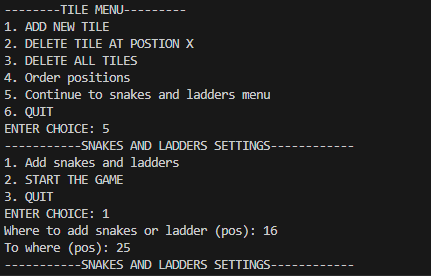 --------TILE MENU---------
1. ADD NEW TILE
2. DELETE TILE AT POSTION X
3. DELETE ALL TILES
4. Order positions
5. Continue to snakes and ladders menu
6. QUIT
ENTER CHOICE: 5
-----------SNAKES AND LADDERS SETTINGS------------
1. Add snakes and ladders
2. START THE GAME
3. QUIT
ENTER CHOICE: 1
Where to add snakes or ladder (pos): 16
To where (pos): 25
-----------SNAKES AND LADDERS SETTINGS------------